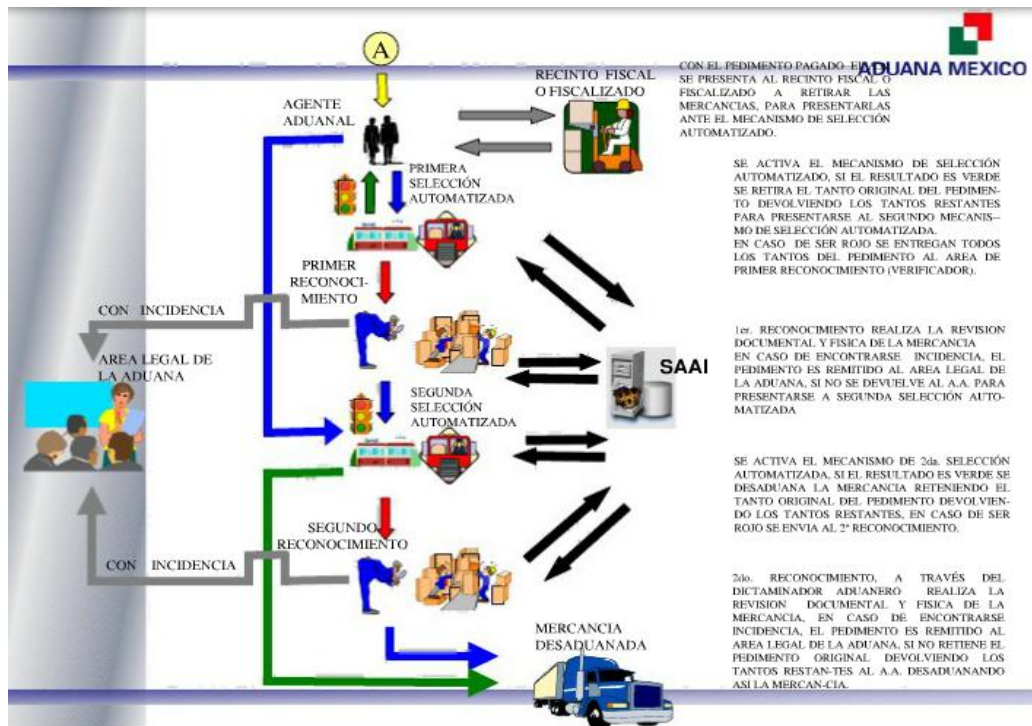 A
ADUANA MEXICO
RECINTO FISCAL
O FISCALIZADO
AGENTE
ADUANAL
PRIMERA
SELECCIÓN
AUTOMATIZADA
PRIMER
RECONOCI-
MIENTO
CON INCIDENCIA
AREA LEGAL DE
LA ADUANA
SAAI
SEGUNDA
SELECCIÓN
AUTOMATIZADA
SEGUNDO
RECONOCIMIENTO
CON INCIDENCIA
MERCANCIA
DESADUANADA
CON EL PEDIMENTO PAGADO
SE PRESENTA AL RECINTO FISCAL O
FISCALIZADO A RETIRAR LAS
MERCANCIAS, PARA PRESENTARLAS
ANTE EL MECANISMO DE SELECCIÓN
AUTOMATIZADO.
SE ACTIVA EL MECANISMO DE SELECCIÓN
AUTOMATIZADO, SI EL RESULTADO ES VERDE
SE RETIRA EL TANTO ORIGINAL DEL PEDIMEN-
TO DEVOLVIENDO LOS TANTOS RESTANTES
PARA PRESENTARSE AL SEGUNDO MECANIS--
MO DE SELECCIÓN AUTOMATIZADA.
EN CASO DE SER ROJO SE ENTREGAN TODOS
LOS TANTOS DEL PEDIMENTO AL AREA DE
PRIMER RECONOCIMIENTO (VERIFICADOR).
1er. RECONOCIMIENTO REALIZA LA REVISION
DOCUMENTAL Y FISICA DE LA MERCANCIA
EN CASO DE ENCONTRARSE INCIDENCIA, EL
PEDIMENTO ES REMITIDO AL AREA LEGAL DE
LA ADUANA, SI NO SE DEVUELVE AL A.A. PARA
PRESENTARSE A SEGUNDA SELECCIÓN AUTO-
MATIZADA
SE ACTIVA EL MECANISMO DE 2da. SELECCIÓN
AUTOMATIZADA, SI EL RESULTADO ES VERDE SE
DESADUANA LA MERCANCIA RETENIENDO EL
TANTO ORIGINAL DEL PEDIMENTO DEVOLVIEN-
DO LOS TANTOS RESTANTES, EN CASO DE SER
ROJO SE ENVIA AL 2º RECONOCIMIENTO.
2do. RECONOCIMIENTO, A TRAVÉS DEL
DICTAMINADOR ADUANERO REALIZA LA
REVISION DOCUMENTAL Y FISICA DE LA
MERCANCIA, EN CASO DE ENCONTRARSE
INCIDENCIA, EL PEDIMENTO ES REMITIDO AL
AREA LEGAL DE LA ADUANA, SI NO RETIENE EL
PEDIMENTO ORIGINAL DEVOLVIENDO LOS
TANTOS RESTAN-TES AL A.A. DESADUANANDO
ASI LA MERCAN-CIA.